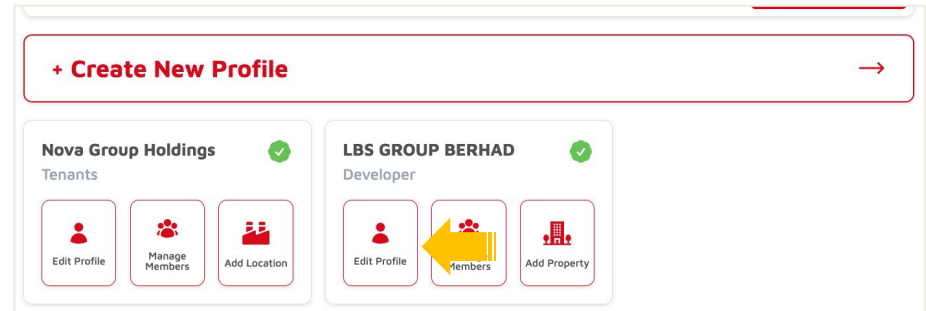 + Create New Profile
Nova Group Holdings
Tenants
Edit Profile
Manage
Members
Add Location
LBS GROUP BERHAD
Developer
Edit Profile
Members
Add Property